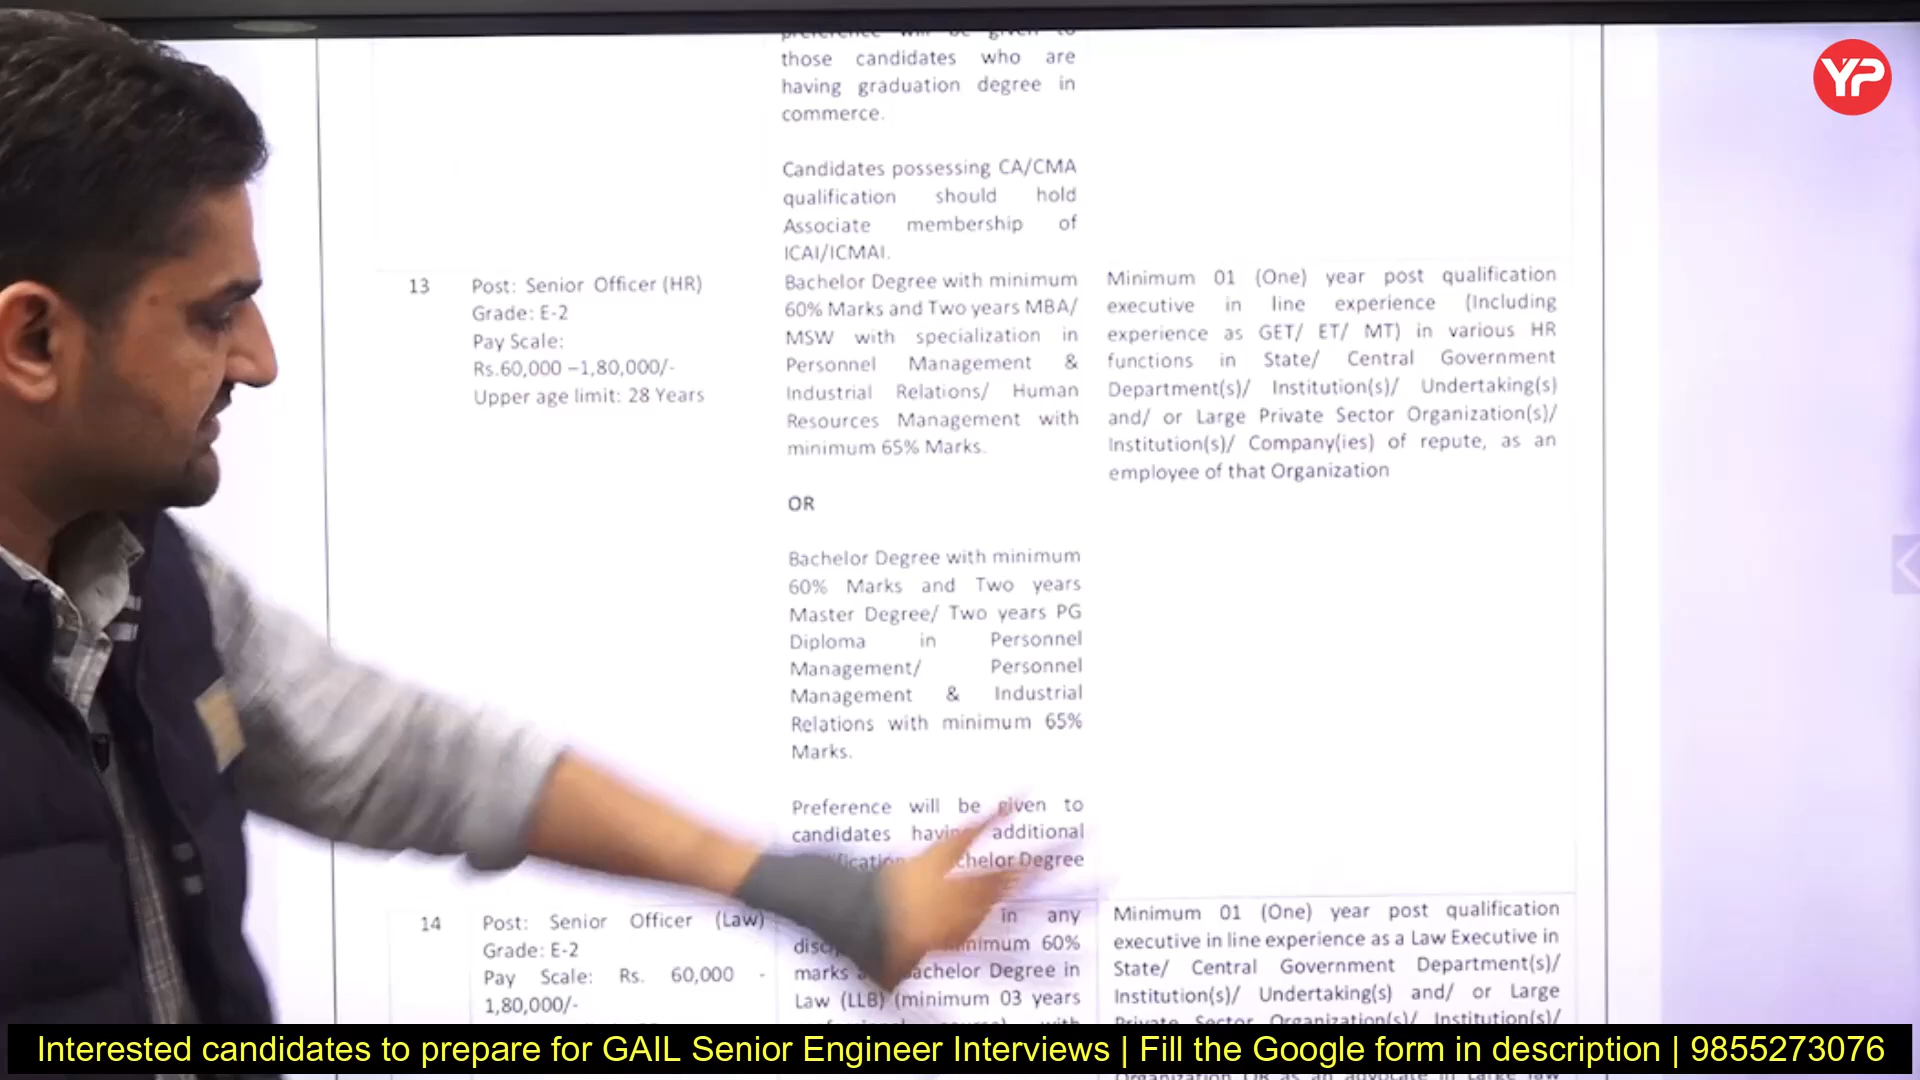 YP
preference will be given to
those candidates who are
having graduation degree in
commerce.
Candidates possessing CA/CMA
qualification should hold
Associate membership of
ICAI/ICMAI.
13
Post: Senior Officer (HR)
Grade: E-2
Pay Scale:
Rs.60,000 –1,80,000/-
Upper age limit: 28 Years
Bachelor Degree with minimum
60% Marks and Two years MBA/
MSW with specialization in
Personnel Management &
Industrial Relations/ Human
Resources Management with
minimum 65% Marks.
OR
Bachelor Degree with minimum
60% Marks and Two years
Master Degree/ Two years PG
Diploma in Personnel
Management/ Personnel
Management & Industrial
Relations with minimum 65%
Marks.
Preference will be given to
candidates having additional
Degree
Minimum 01 (One) year post qualification
executive in line experience (Including
experience as GET/ ET/ MT) in various HR
functions in State/ Central Government
Department(s)/ Institution(s)/ Undertaking(s)
and/ or Large Private Sector Organization(s)/
Institution(s)/ Company(ies) of repute, as an
employee of that Organization
14
Post: Senior Officer (Law)
Grade: E-2
Pay Scale: Rs. 60,000 -
1,80,000/-
in any
minimum 60%
marks Bachelor Degree in
Law (LLB) (minimum 03 years
Minimum 01 (One) year post qualification
executive in line experience as a Law Executive in
State/ Central Government Department(s)/
Institution(s)/ Undertaking(s) and/ or Large
Private Sector Organization(s)/ Institution(s)/
Interested candidates to prepare for GAIL Senior Engineer Interviews | Fill the Google form in description | 9855273076